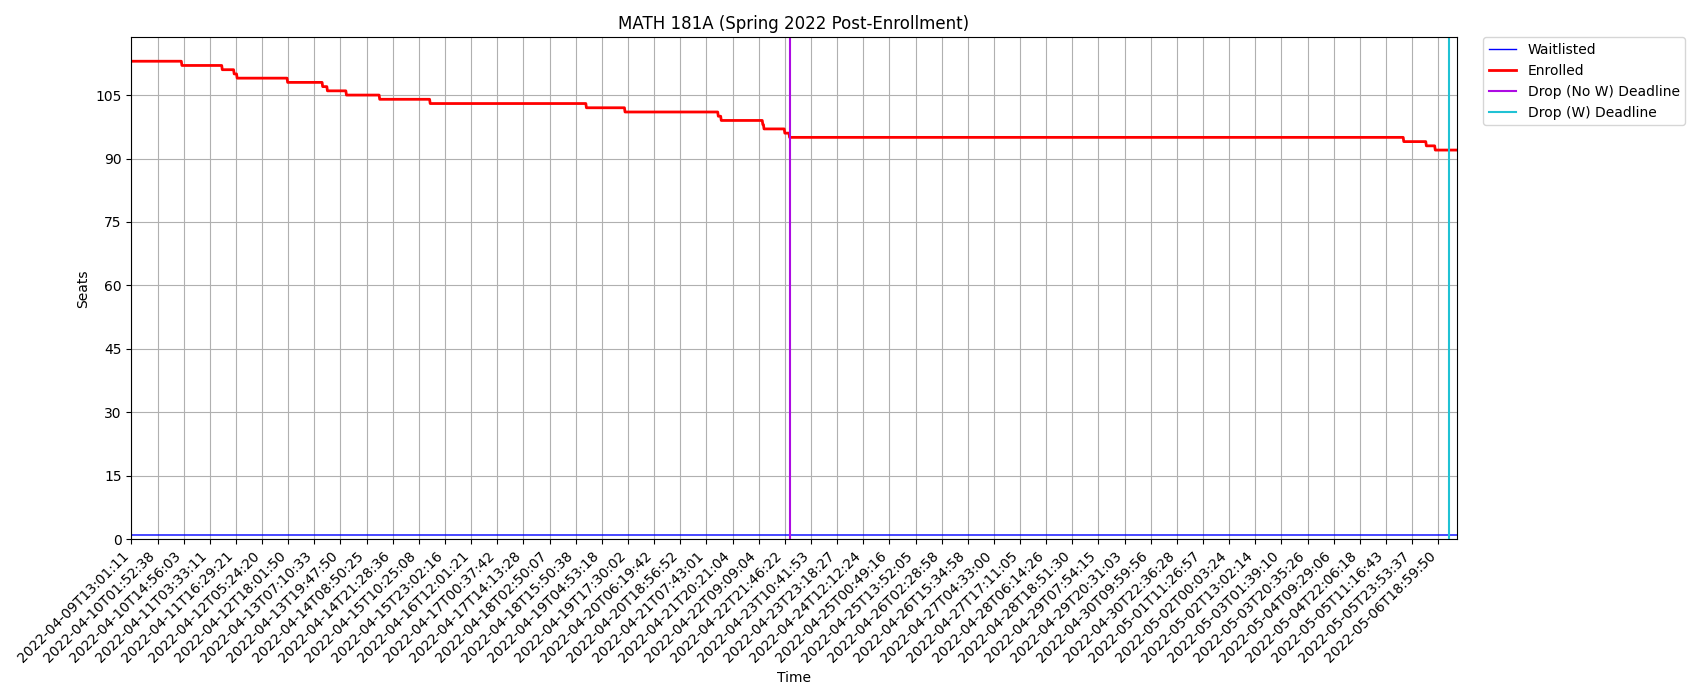 MATH 181A (Spring 2022 Post-Enrollment)
Waitlisted
Enrolled
Drop (No W) Deadline
Drop (W) Deadline
Seats
105
90
75
60
45
30
15
0
2022-04-09T13:01:11
2022-04-10T01:52:38
2022-04-10T14:56:03
2022-04-11T03:33:11
2022-04-11T16:29:21
2022-04-12T05:24:20
2022-04-12T18:01:50
2022-04-13T07:10:33
2022-04-13T19:47:50
2022-04-14T08:50:25
2022-04-14T21:28:36
2022-04-15T10:25:08
2022-04-15T23:02:16
2022-04-16T12:01:21
2022-04-17T00:37:42
2022-04-17T14:13:28
2022-04-18T02:50:07
2022-04-18T15:50:38
2022-04-19T04:53:18
2022-04-19T17:30:02
2022-04-20T06:19:42
2022-04-20T18:56:52
2022-04-21T07:43:01
2022-04-21T20:21:04
2022-04-22T09:09:04
2022-04-22T21:46:22
2022-04-23T10:41:53
2022-04-23T23:18:27
2022-04-24T12:12:24
2022-04-25T00:49:16
2022-04-25T13:52:05
2022-04-26T02:28:58
2022-04-26T15:34:58
2022-04-27T04:33:00
2022-04-27T17:11:05
2022-04-28T06:14:26
2022-04-28T18:51:30
2022-04-29T07:54:15
2022-04-29T20:31:03
2022-04-30T09:59:56
2022-04-30T22:36:28
2022-05-01T11:26:57
2022-05-02T00:03:24
2022-05-02T13:02:14
2022-05-03T01:39:10
2022-05-03T20:35:26
2022-05-04T09:29:06
2022-05-04T22:06:18
2022-05-05T11:16:43
2022-05-05T23:53:37
2022-05-06T18:59:50
Time